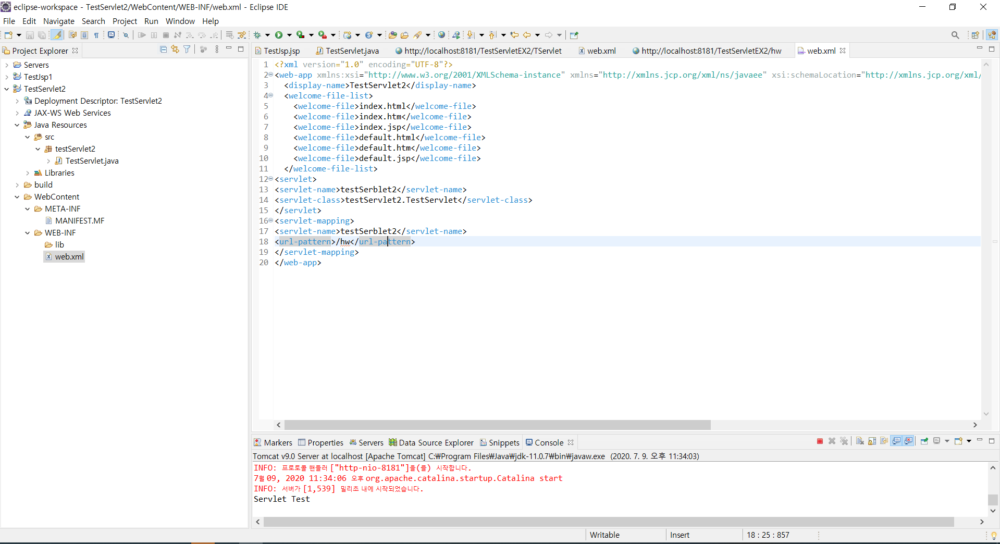 eclipse-workspace - TestServlet2/WebContent/WEB-INF/web.xml - Eclipse IDE
File Edit Navigate Search Project Run Window Help
Project Explorer
Servers
TestJsp1
TestServlet2
Deployment Descriptor: TestServlet2
JAX-WS Web Services
Java Resources
src
testServlet2
TestServlet.java
Libraries
build
WebContent
META-INF
MANIFEST.MF
WEB-INF
lib
web.xml
TestJsp.jsp TestServlet.java http://localhost:8181/TestServletEX2/TServlet web.xml http://localhost:8181/TestServletEX2/hw web.xml
1 <?xml version="1.0" encoding="UTF-8"?>
2 <web-app xmlns:xsi="http://www.w3.org/2001/XMLSchema-instance" xmlns="http://xmlns.jcp.org/xml/ns/javaee" xsi:schemaLocation="http://xmlns.jcp.org/xml/
3 <display-name>TestServlet2</display-name>
4 <welcome-file-list>
5 <welcome-file>index.html</welcome-file>
6 <welcome-file>index.htm</welcome-file>
7 <welcome-file>index.jsp</welcome-file>
8 <welcome-file>default.html</welcome-file>
9 <welcome-file>default.htm</welcome-file>
10 <welcome-file>default.jsp</welcome-file>
11 </welcome-file-list>
12 <servlet>
13 <servlet-name>testSerblet2</servlet-name>
14 <servlet-class>testServlet2.TestServlet</servlet-class>
15 </servlet>
16 <servlet-mapping>
17 <servlet-name>testSerblet2</servlet-name>
18 <url-pattern>/hw</url-pattern>
19 </servlet-mapping>
20 </web-app>
Markers Properties Servers Data Source Explorer Snippets Console
Tomcat v9.0 Server at localhost [Apache Tomcat] C:₩Program Files₩Java₩jdk-11.0.7₩bin₩javaw.exe (2020. 7. 9. 오후 11:34:03)
INFO: 프로토콜 핸들러 ["http-nio-8181"]을(를) 시작합니다.
7월 09, 2020 11:34:06 오후 org.apache.catalina.startup.Catalina start
INFO: 서버가 [1,539] 밀리초 내에 시작되었습니다.
Servlet Test
Writable Insert 18 : 25 : 857